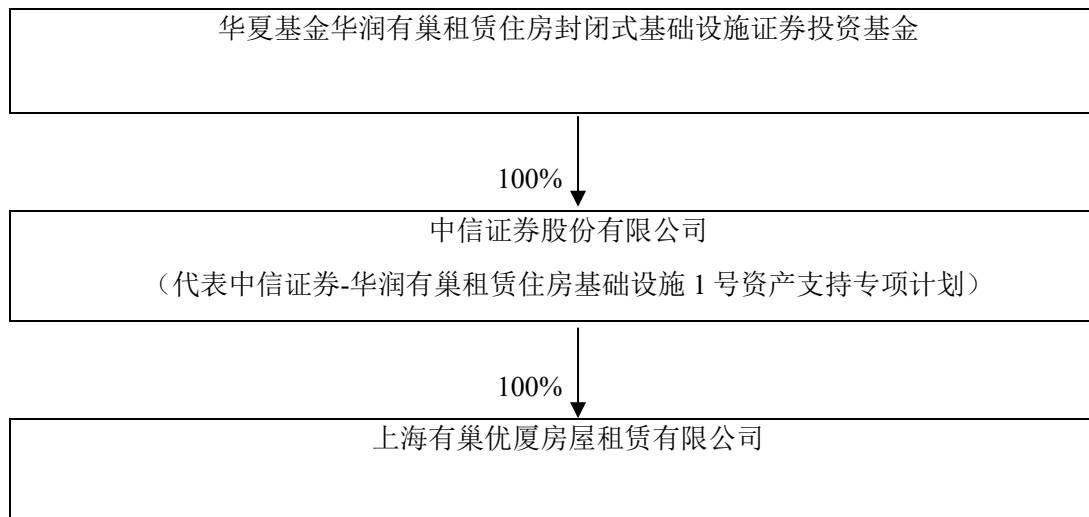 华夏基金华润有巢租赁住房封闭式基础设施证券投资基金
100%
中信证券股份有限公司
（代表中信证券-华润有巢租赁住房基础设施 1 号资产支持专项计划）
100%
上海有巢优厦房屋租赁有限公司